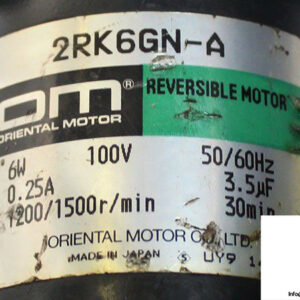 2RK6GN-A
OM®
REVERSIBLE MOTOR
ORIENTAL MOTOR
6W 100V 50/60Hz
0.25A 3.5µF
1200/1500r/min 30min
ORIENTAL MOTOR CO., LTD.
MADE IN JAPAN S UY9